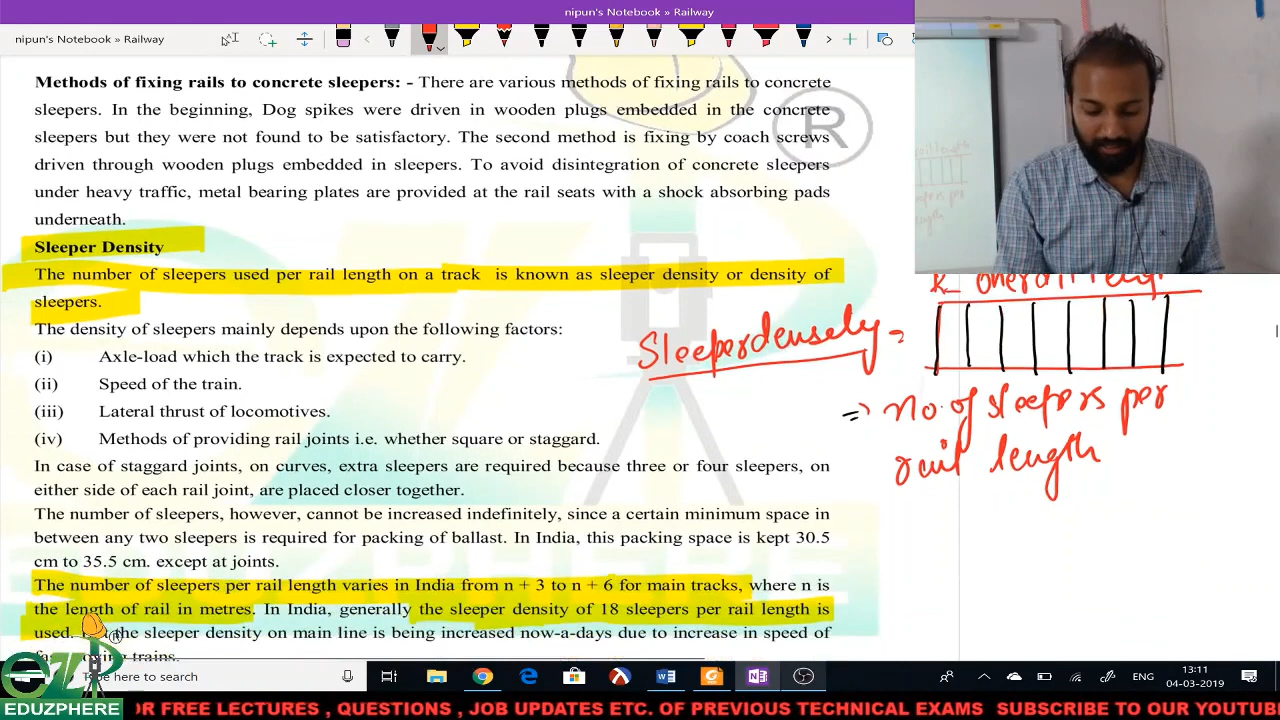 nipun's Notebook » Railway
nipun's Notebook » Railway
Methods of fixing rails to concrete sleepers: - There are various methods of fixing rails to concrete
sleepers. In the beginning, Dog spikes were driven in wooden plugs embedded in the concrete
sleepers but they were not found to be satisfactory. The second method is fixing by coach screws
driven through wooden plugs embedded in sleepers. To avoid disintegration of concrete sleepers
under heavy traffic, metal bearing plates are provided at the rail seats with a shock absorbing pads
underneath.
R
Sleeper Density
The number of sleepers used per rail length on a track is known as sleeper density or density of
sleepers.
The density of sleepers mainly depends upon the following factors:
(i) Axle-load which the track is expected to carry.
(ii) Speed of the train.
(iii) Lateral thrust of locomotives.
(iv) Methods of providing rail joints i.e. whether square or staggard.
In case of staggard joints, on curves, extra sleepers are required because three or four sleepers, on
either side of each rail joint, are placed closer together.
The number of sleepers, however, cannot be increased indefinitely, since a certain minimum space in
between any two sleepers is required for packing of ballast. In India, this packing space is kept 30.5
cm to 35.5 cm. except at joints.
The number of sleepers per rail length varies in India from n + 3 to n + 6 for main tracks, where n is
the length of rail in metres. In India, generally the sleeper density of 18 sleepers per rail length is
used. the sleeper density on main line is being increased now-a-days due to increase in speed of
trains.
overall
Sleeperdensely =
=> no. of sleepers per
rail length
here to search
ENG
13:11
04-03-2019
EDUZPHERE
OR FREE LECTURES , QUESTIONS , JOB UPDATES ETC. OF PREVIOUS TECHNICAL EXAMS SUBSCRIBE TO OUR YOUTUB